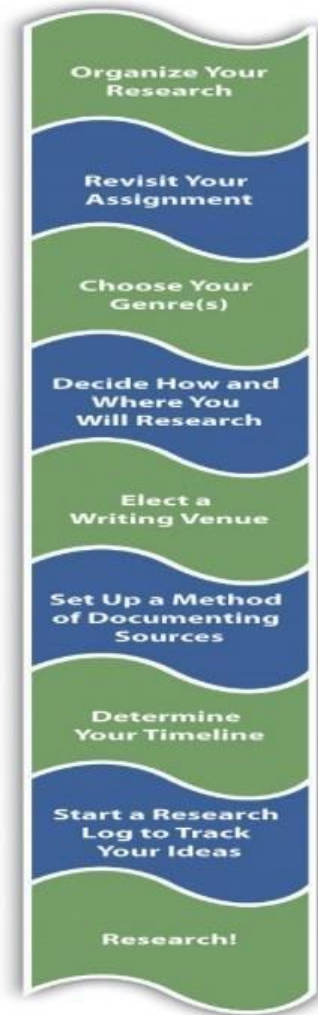 Organize Your
Research
Revisit Your
Assignment
Choose Your
Genre(s)
Decide How and
Where You
Will Research
Elect a
Writing Venue
Set Up a Method
of Documenting
Sources
Determine
Your Timeline
Start a Research
Log to Track
Your Ideas
Research!